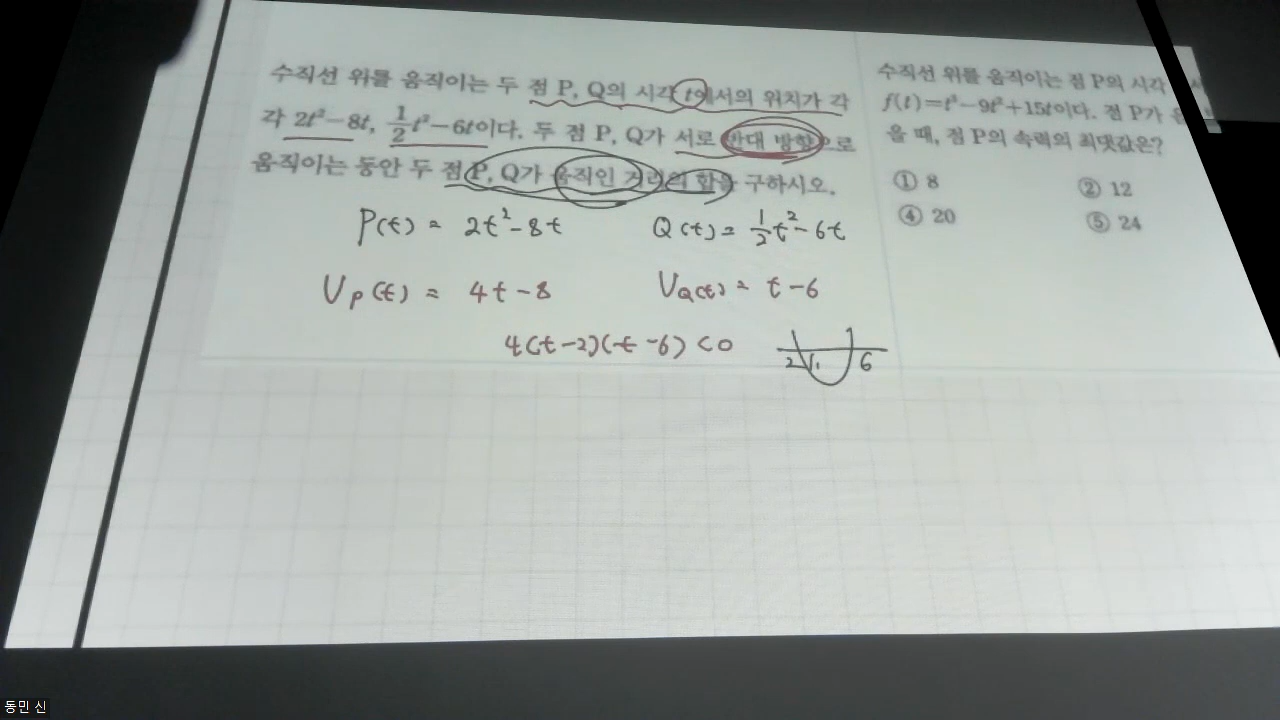 수직선 위를 움직이는 두 점 P, Q의 시각 t에서의 위치가 각
각 2t²-8t, 1/2t²-6t이다. 두 점 P, Q가 서로 반대 방향으로
움직이는 동안 두 점 P, Q가 움직인 거리의 합을 구하시오.
P(t) = 2t²-8t Q(t) = 1/2t²-6t
V_P(t) = 4t-8 V_Q(t) = t-6
4(t-2)(t-6)<0 2 6
수직선 위를 움직이는 점 P의 시각
f(t)=t³-9t²+15t이다. 점 P가
을 때, 점 P의 속력의 최댓값은?
① 8 ② 12
④ 20 ⑤ 24
동민 신